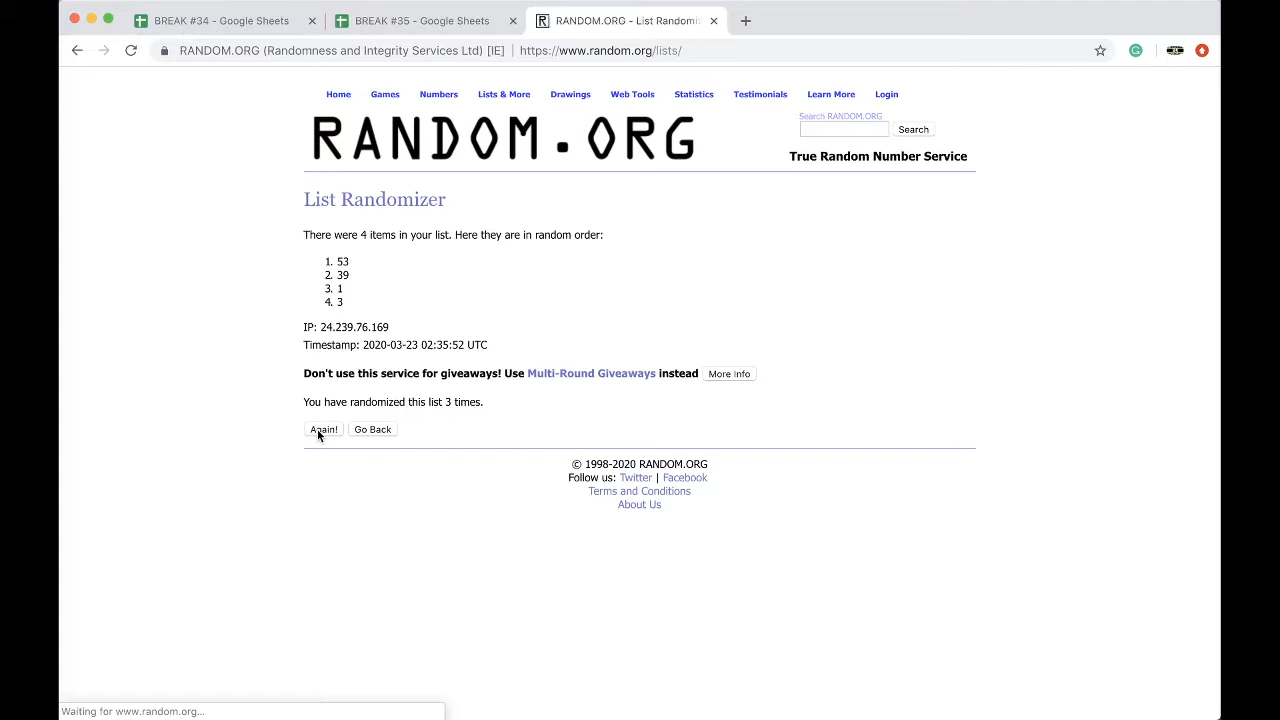 BREAK #34 - Google Sheets
BREAK #35 - Google Sheets
RANDOM.ORG - List Randomi
RANDOM.ORG (Randomness and Integrity Services Ltd) [IE]
https://www.random.org/lists/
Home Games Numbers Lists & More Drawings Web Tools Statistics Testimonials Learn More Login
RANDOM.ORG
Search RANDOM.ORG
Search
True Random Number Service
List Randomizer
There were 4 items in your list. Here they are in random order:
1. 53
2. 39
3. 1
4. 3
IP: 24.239.76.169
Timestamp: 2020-03-23 02:35:52 UTC
Don't use this service for giveaways! Use Multi-Round Giveaways instead More Info
You have randomized this list 3 times.
Again! Go Back
© 1998-2020 RANDOM.ORG
Follow us: Twitter | Facebook
Terms and Conditions
About Us
Waiting for www.random.org...